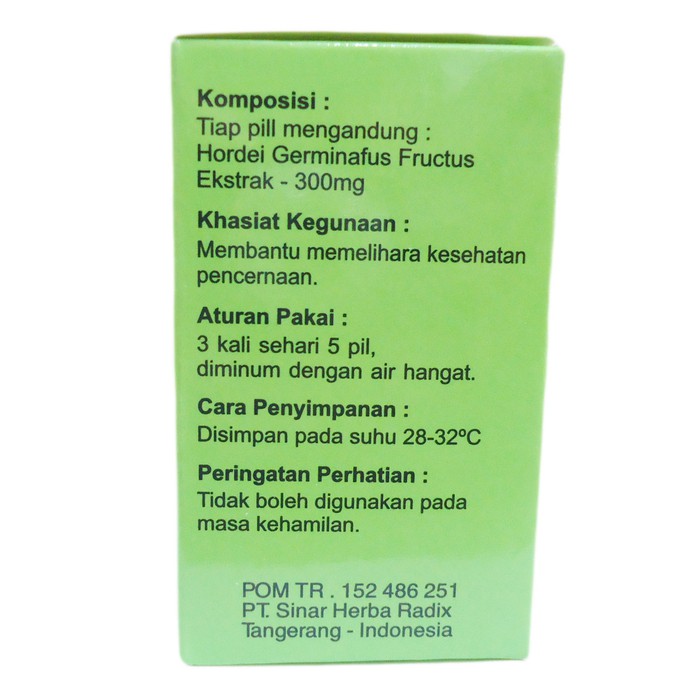 Komposisi :
Tiap pill mengandung :
Hordei Germinafus Fructus
Ekstrak - 300mg
Khasiat Kegunaan :
Membantu memelihara kesehatan
pencernaan.
Aturan Pakai :
3 kali sehari 5 pil,
diminum dengan air hangat.
Cara Penyimpanan :
Disimpan pada suhu 28-32ºC
Peringatan Perhatian :
Tidak boleh digunakan pada
masa kehamilan.
POM TR . 152 486 251
PT. Sinar Herba Radix
Tangerang - Indonesia